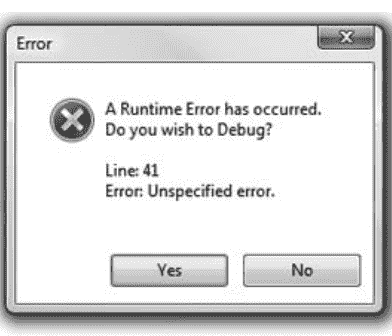 Error
A Runtime Error has occurred.
Do you wish to Debug?
Line: 41
Error: Unspecified error.
Yes
No